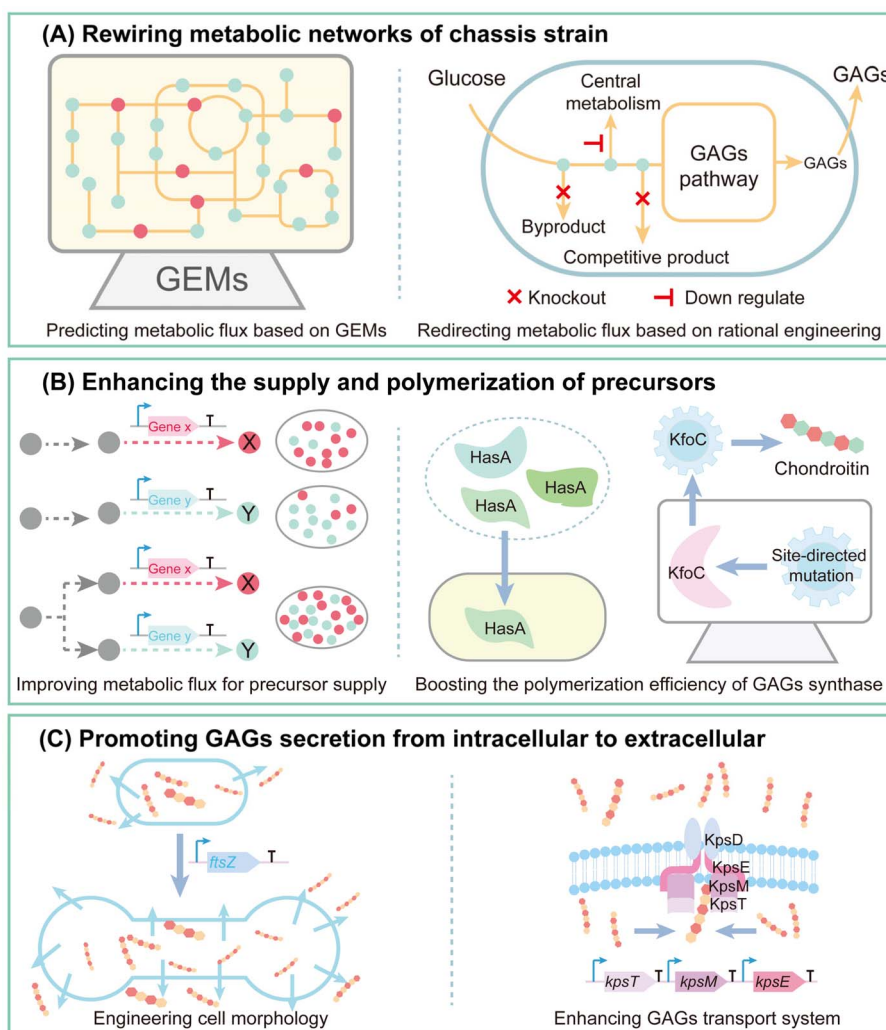 (A) Rewiring metabolic networks of chassis strain
GEMs
Predicting metabolic flux based on GEMs
Glucose
Central
metabolism
GAGs
GAGs
pathway
GAGs
Byproduct
Competitive product
Knockout
Down regulate
Redirecting metabolic flux based on rational engineering
(B) Enhancing the supply and polymerization of precursors
Gene x
T
X
Gene y
T
Y
Gene x
T
X
Gene y
T
Y
Improving metabolic flux for precursor supply
HasA
HasA
HasA
HasA
KfoC
Chondroitin
KfoC
Site-directed
mutation
Boosting the polymerization efficiency of GAGs synthase
(C) Promoting GAGs secretion from intracellular to extracellular
ftsZ
T
Engineering cell morphology
KpsD
KpsE
KpsM
KpsT
kpsT T kpsM T kpsE T
Enhancing GAGs transport system